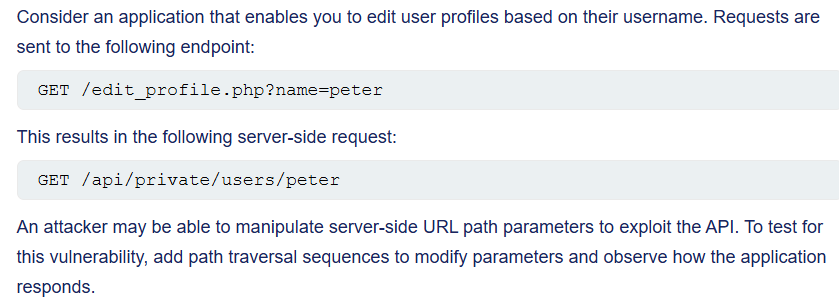 Consider an application that enables you to edit user profiles based on their username. Requests are
sent to the following endpoint:
GET /edit_profile.php?name=peter
This results in the following server-side request:
GET /api/private/users/peter
An attacker may be able to manipulate server-side URL path parameters to exploit the API. To test for
this vulnerability, add path traversal sequences to modify parameters and observe how the application
responds.